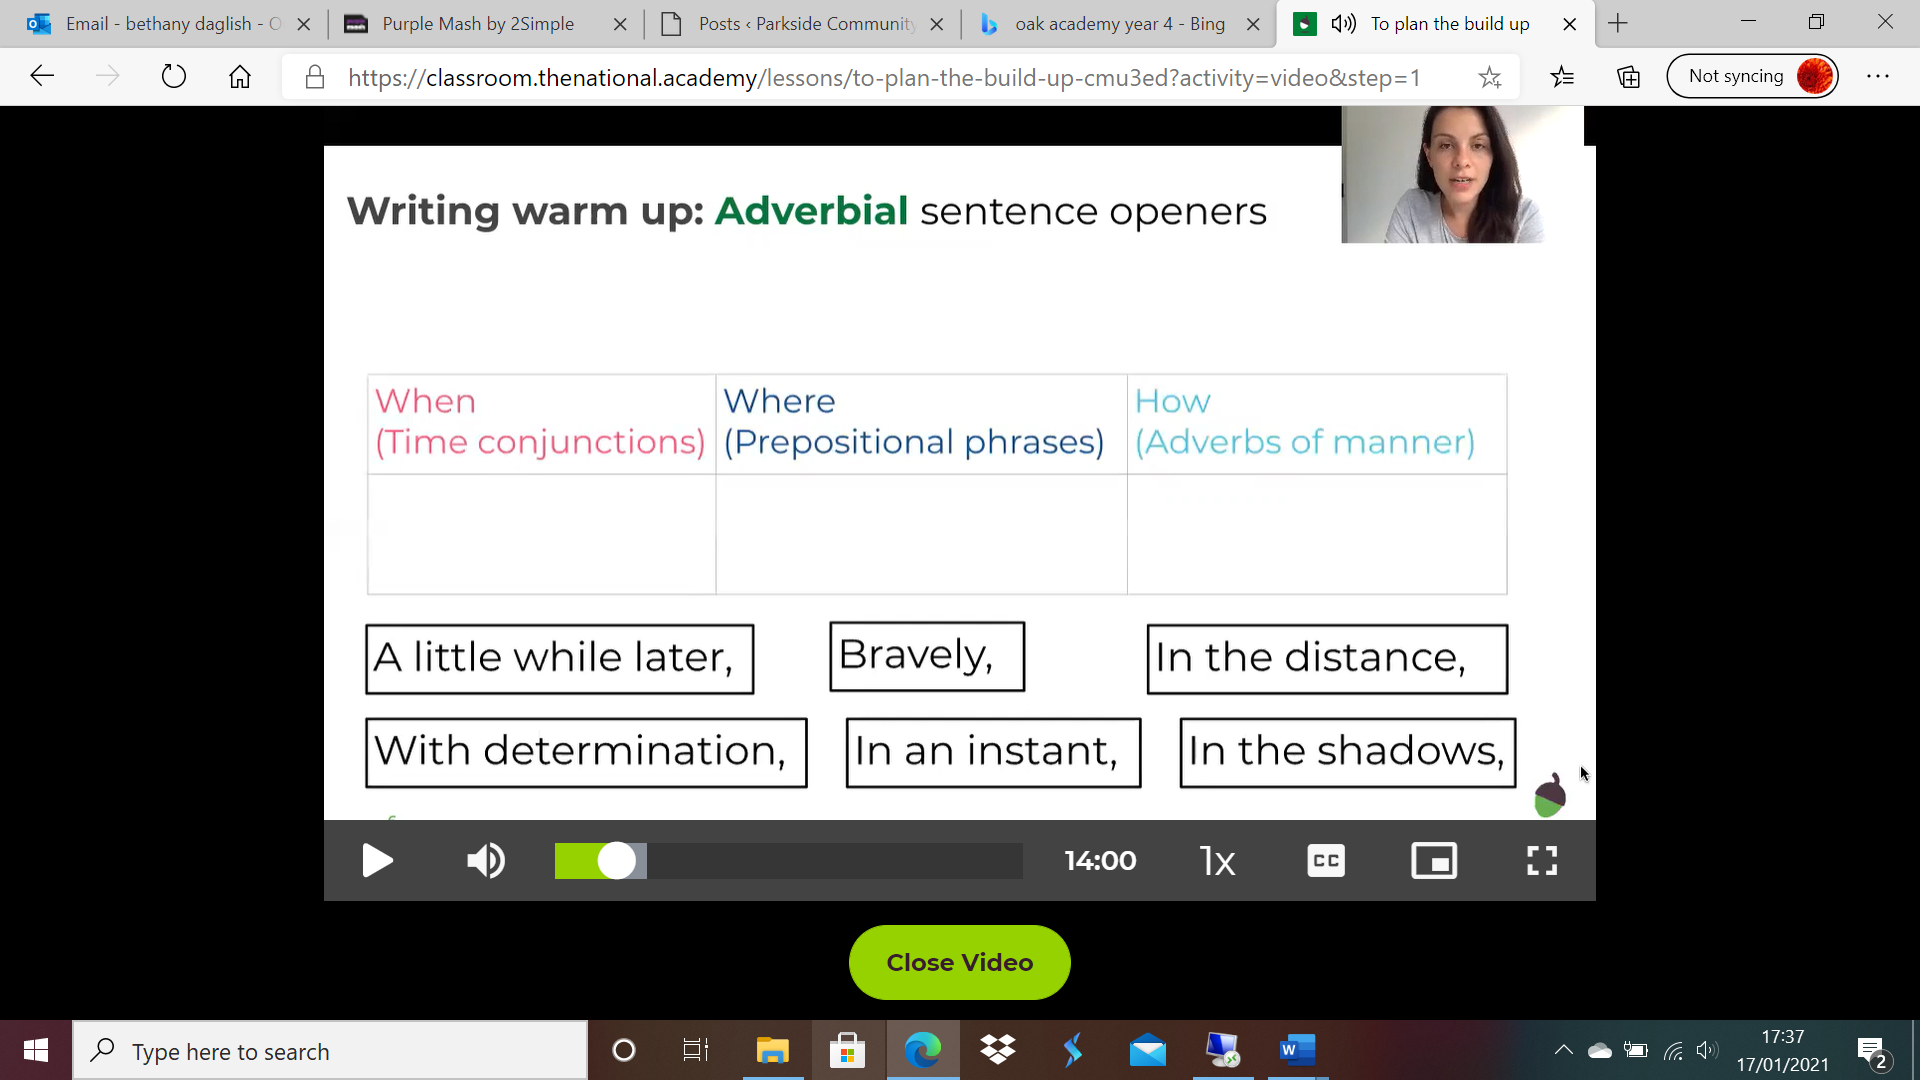 Email - bethany daglish - O
Purple Mash by 2Simple
Posts ‹ Parkside Community
oak academy year 4 - Bing
To plan the build up
https://classroom.thenational.academy/lessons/to-plan-the-build-up-cmu3ed?activity=video&step=1
Not syncing
Writing warm up: Adverbial sentence openers
When
(Time conjunctions)
Where
(Prepositional phrases)
How
(Adverbs of manner)
A little while later,
Bravely,
In the distance,
With determination,
In an instant,
In the shadows,
14:00
1x
CC
Close Video
Type here to search
W
17:37
17/01/2021
2